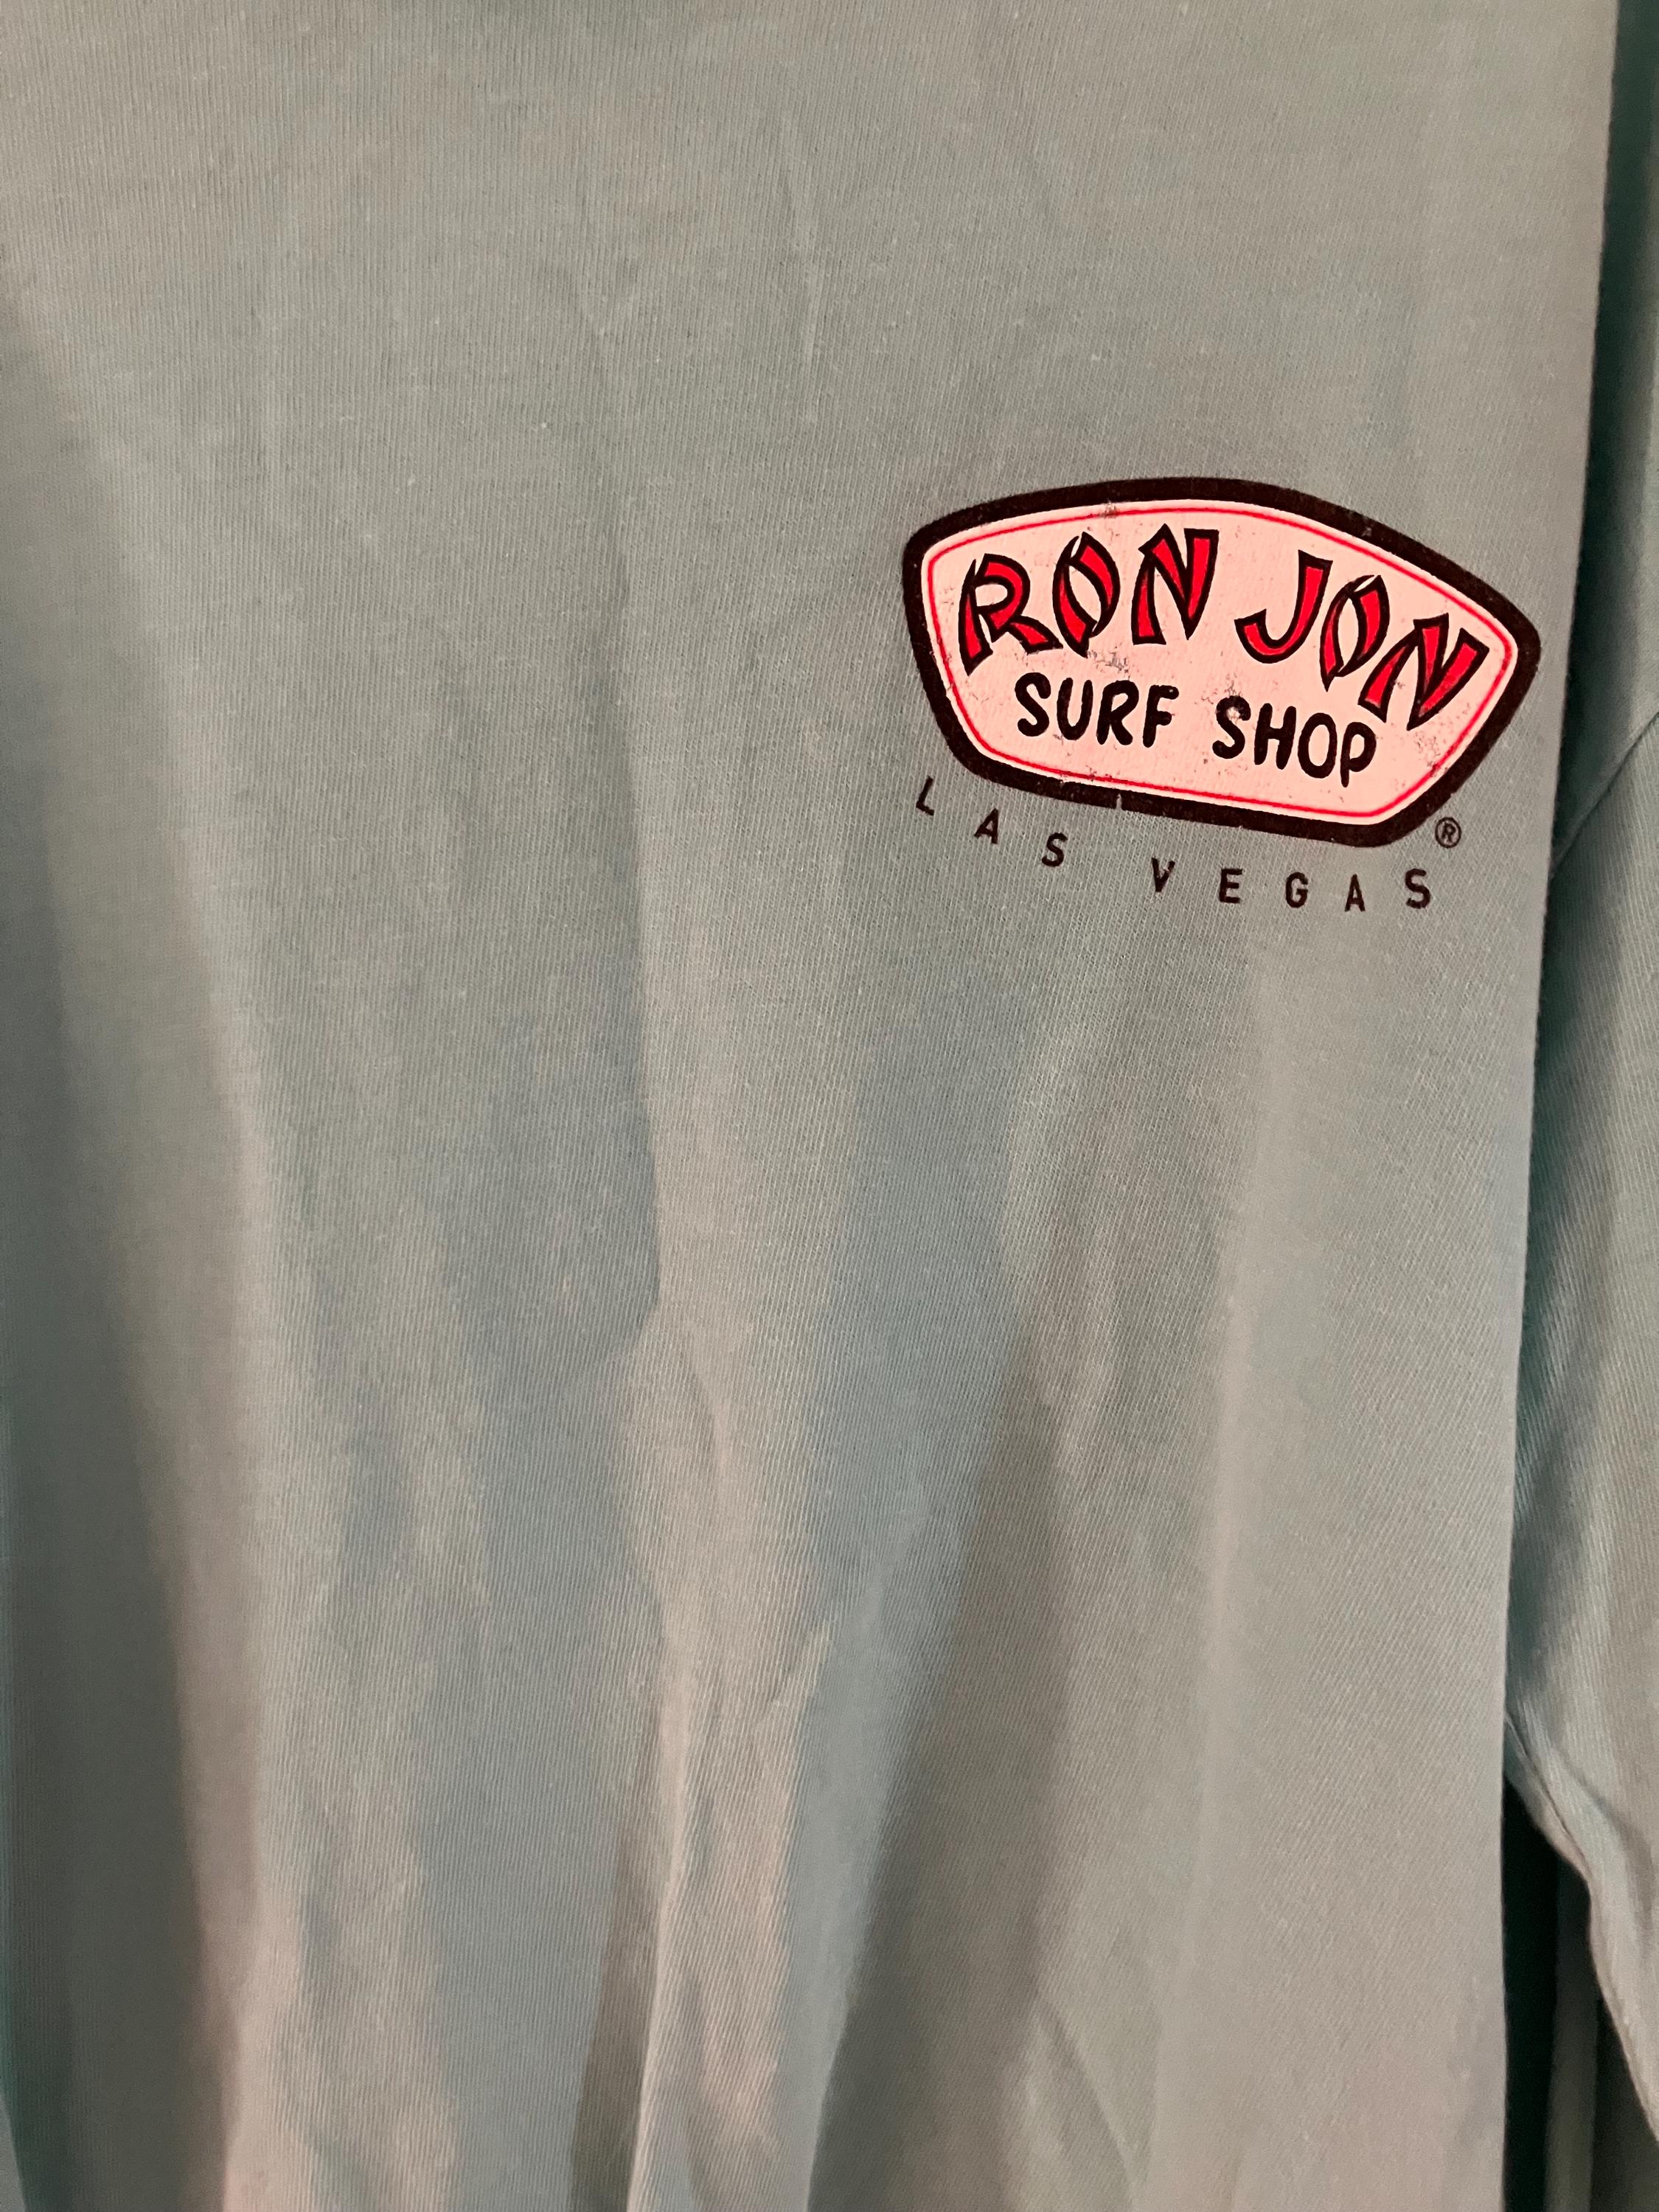 RON JON
SURF SHOP
®
LAS VEGAS